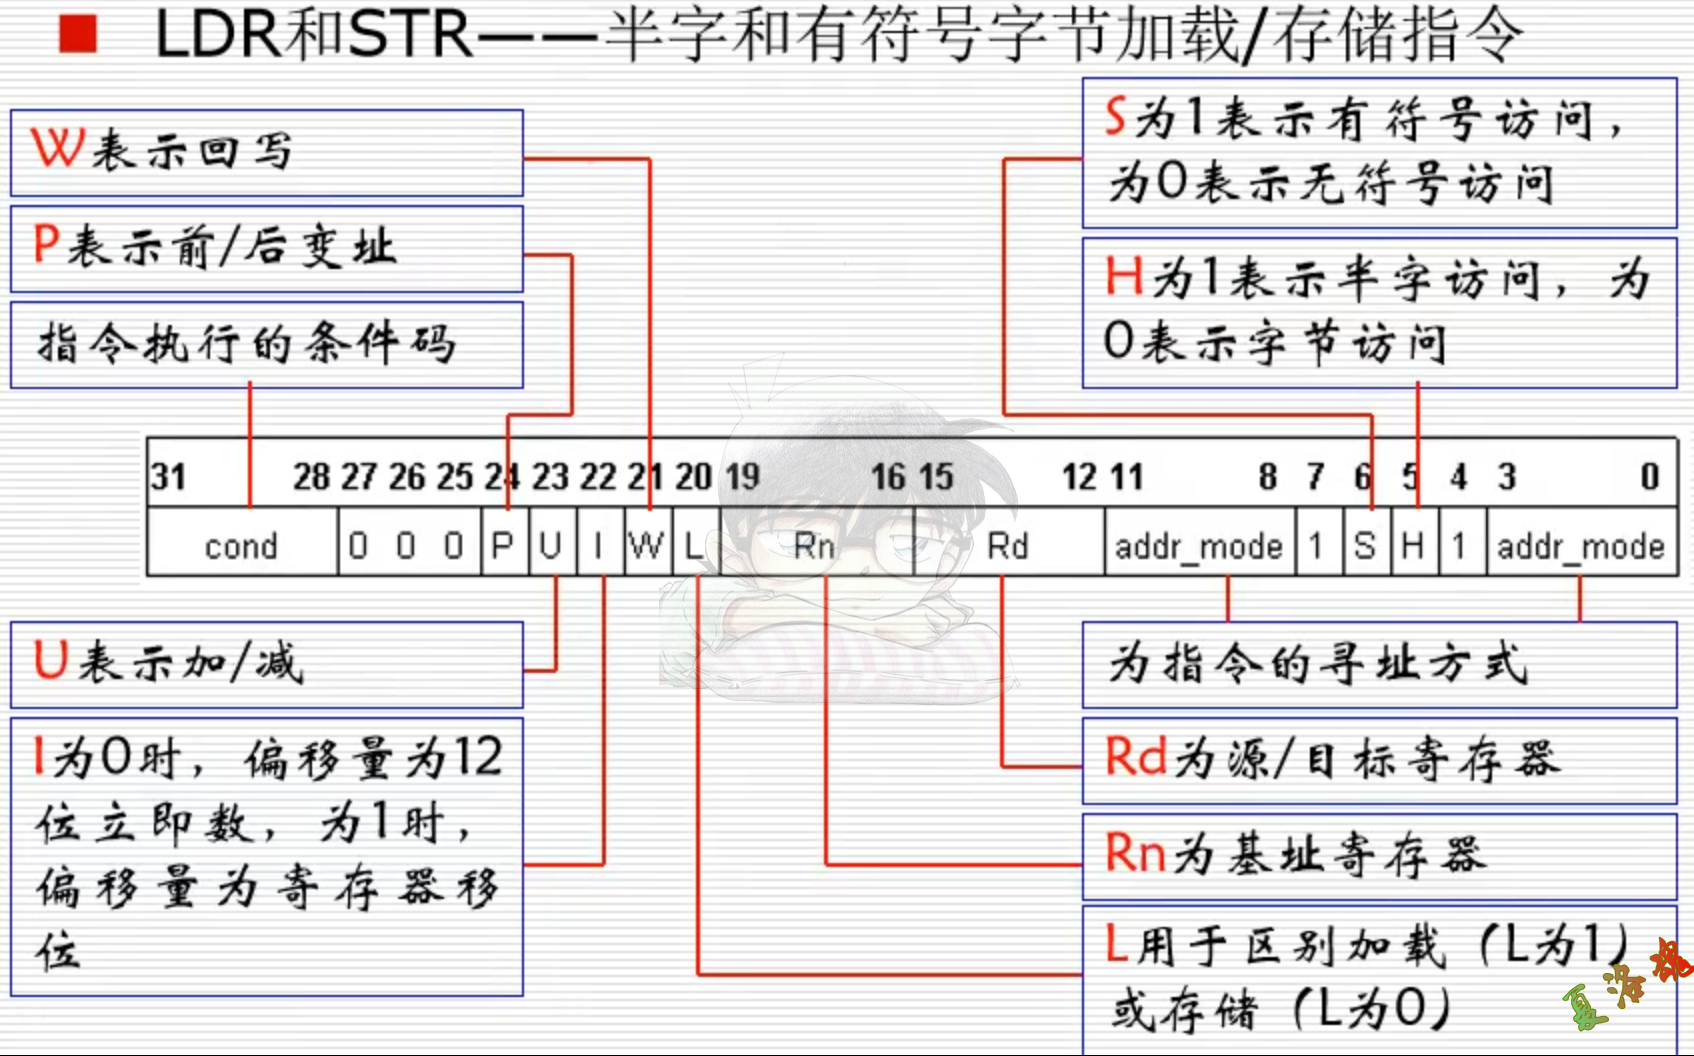 LDR和STR——半字和有符号字节加载/存储指令
W表示回写
P表示前/后变址
指令执行的条件码
S为1表示有符号访问，
为0表示无符号访问
H为1表示半字访问，为
0表示字节访问
31 28 27 26 25 24 23 22 21 20 19 16 15 12 11 8 7 6 5 4 3 0
cond 0 0 0 P U I W L Rn Rd addr_mode 1 S H 1 addr_mode
U表示加/减
I为0时，偏移量为12
位立即数，为1时，
偏移量为寄存器移
位
为指令的寻址方式
Rd为源/目标寄存器
Rn为基址寄存器
L用于区别加载（L为1）
或存储（L为0）